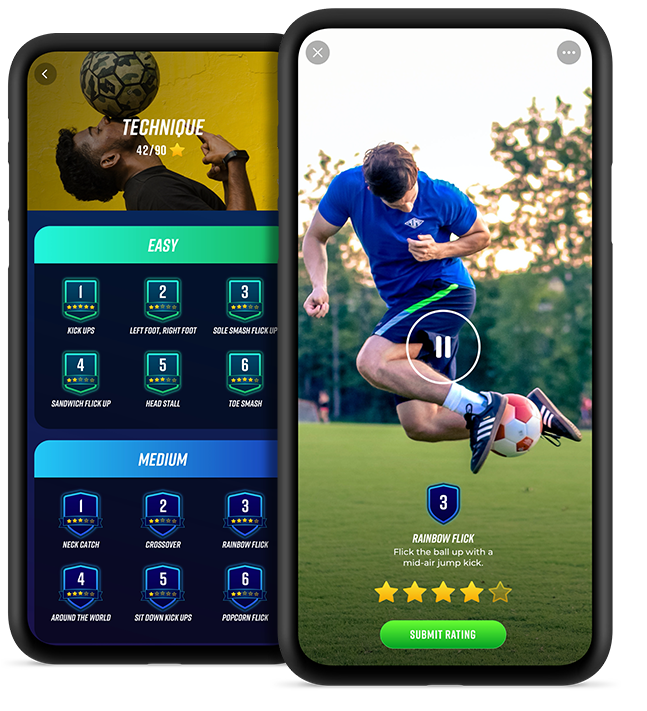 TECHNIQUE
42/90
EASY
1
2
3
KICK UPS
LEFT FOOT, RIGHT FOOT
SOLE SMASH FLICK UP
4
5
6
SANDWICH FLICK UP
HEAD STALL
TOE SMASH
MEDIUM
1
2
3
NECK CATCH
CROSSOVER
RAINBOW FLICK
4
5
6
AROUND THE WORLD
SIT DOWN KICK UPS
POPCORN FLICK
3
RAINBOW FLICK
Flick the ball up with a
mid-air jump kick.
SUBMIT RATING